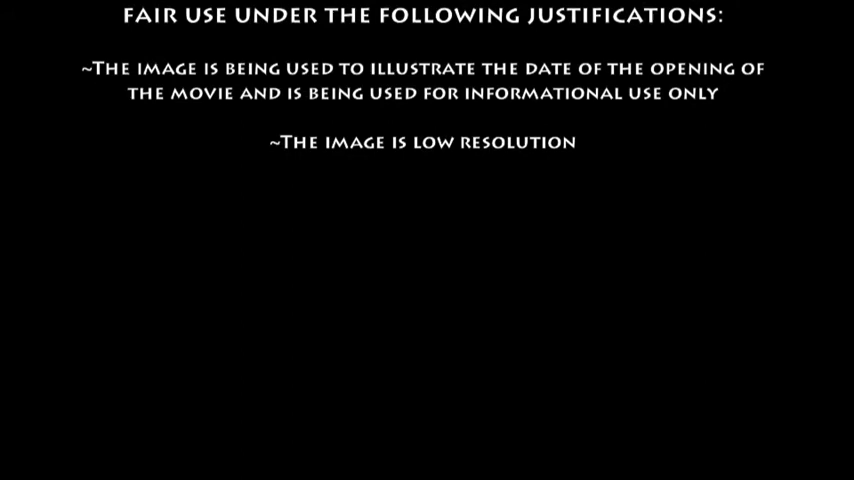 FAIR USE UNDER THE FOLLOWING JUSTIFICATIONS:
~THE IMAGE IS BEING USED TO ILLUSTRATE THE DATE OF THE OPENING OF
THE MOVIE AND IS BEING USED FOR INFORMATIONAL USE ONLY
~THE IMAGE IS LOW RESOLUTION